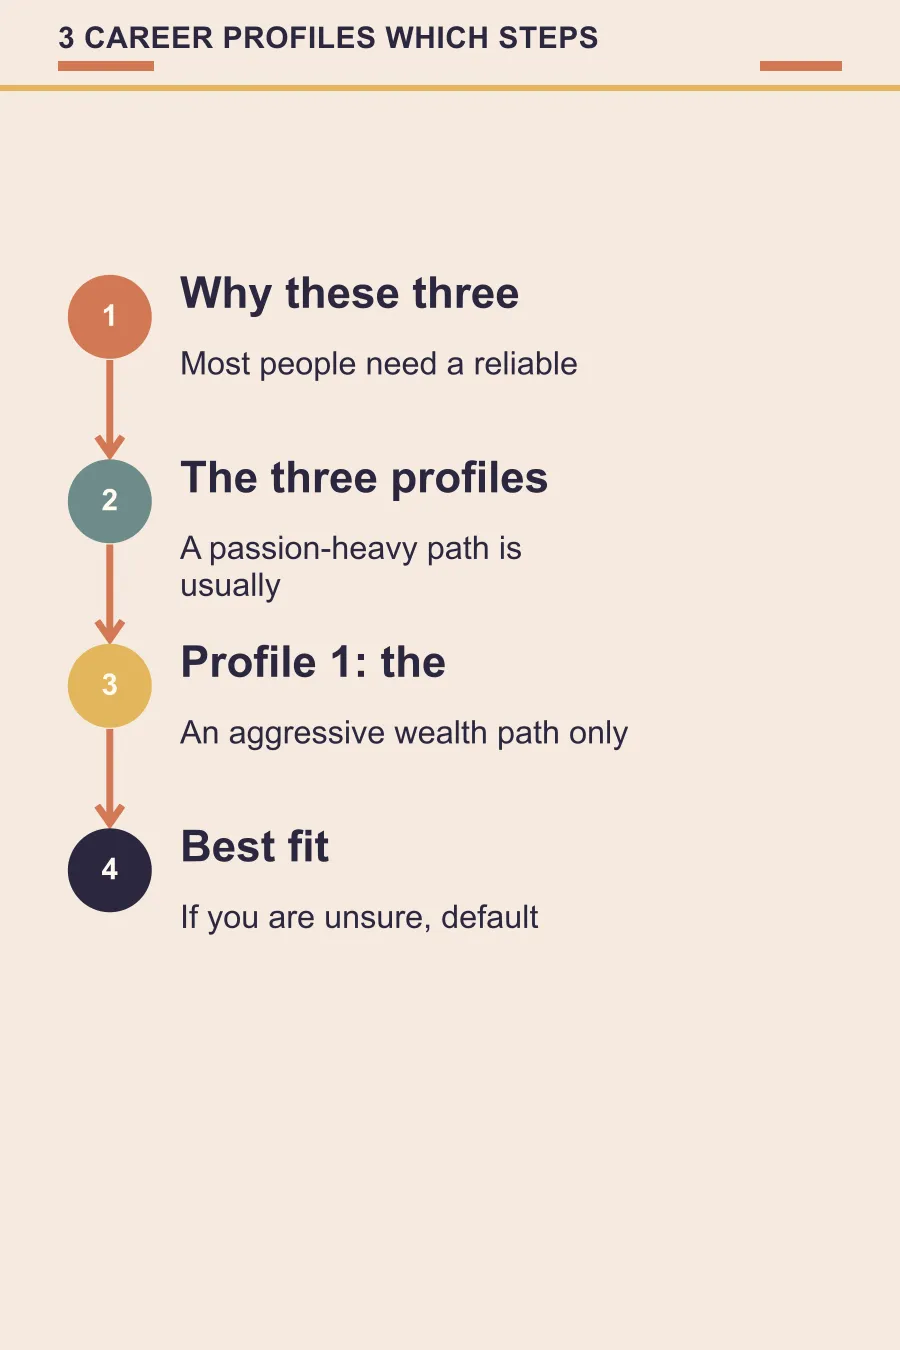 3 CAREER PROFILES WHICH STEPS
1
Why these three
Most people need a reliable
2
The three profiles
A passion-heavy path is
usually
3
Profile 1: the
An aggressive wealth path only
4
Best fit
If you are unsure, default